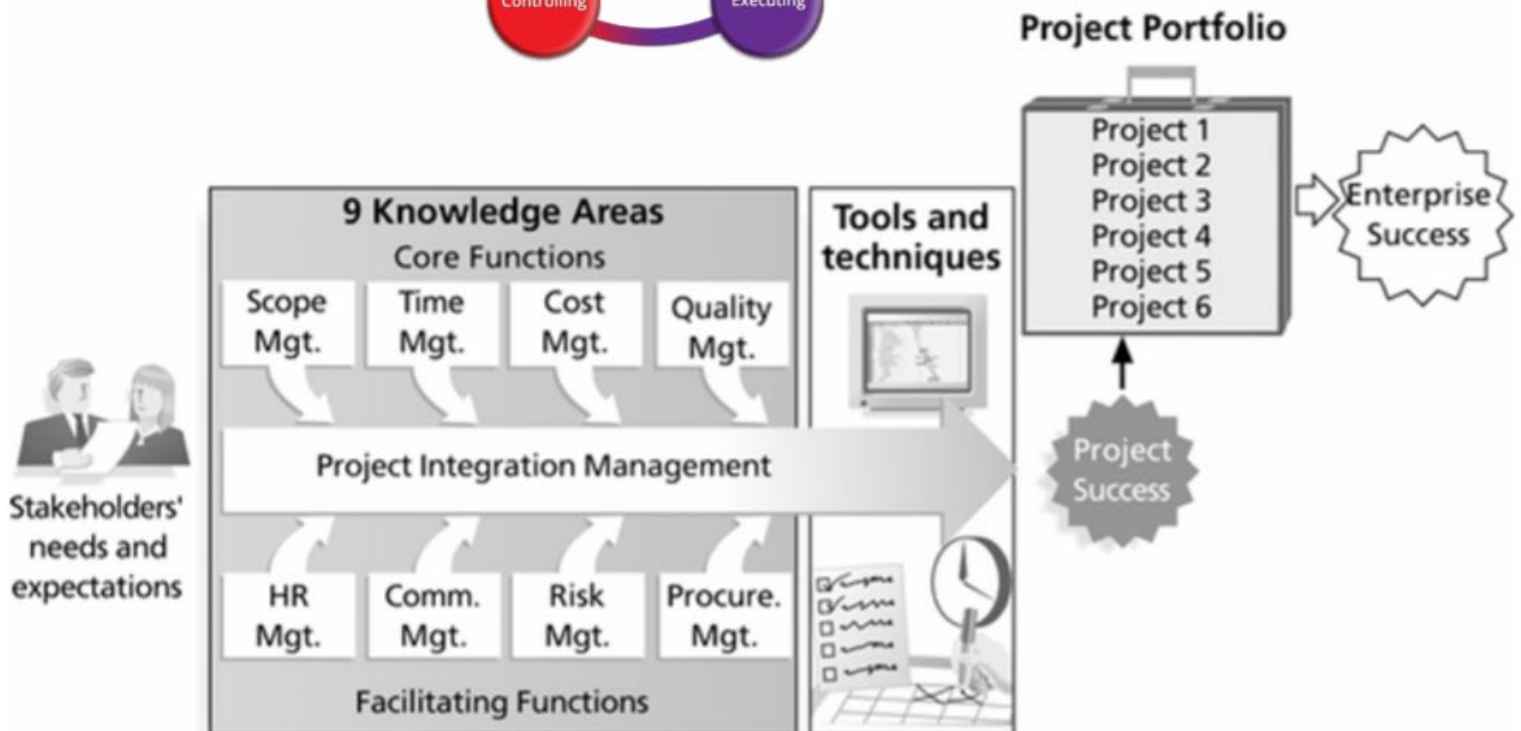 Controlling
Executing
Project Portfolio
Project 1
Project 2
Project 3
Project 4
Project 5
Project 6
Enterprise
Success
9 Knowledge Areas
Core Functions
Scope
Mgt.
Time
Mgt.
Cost
Mgt.
Quality
Mgt.
Tools and
techniques
Project Integration Management
Project
Success
Stakeholders'
needs and
expectations
HR
Mgt.
Comm.
Mgt.
Risk
Mgt.
Procure.
Mgt.
Facilitating Functions